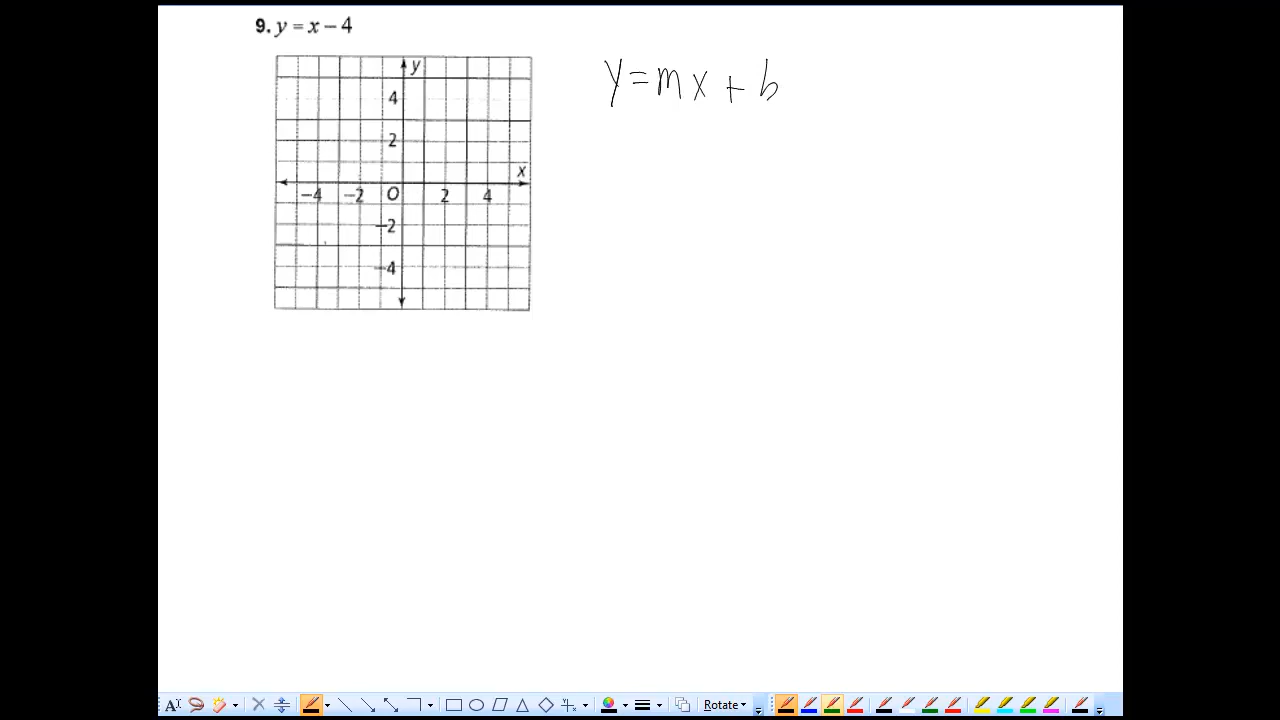 9. y = x – 4
y = mx + b
y
4
2
x
–4 –2 O 2 4
–2
–4
A Rotate